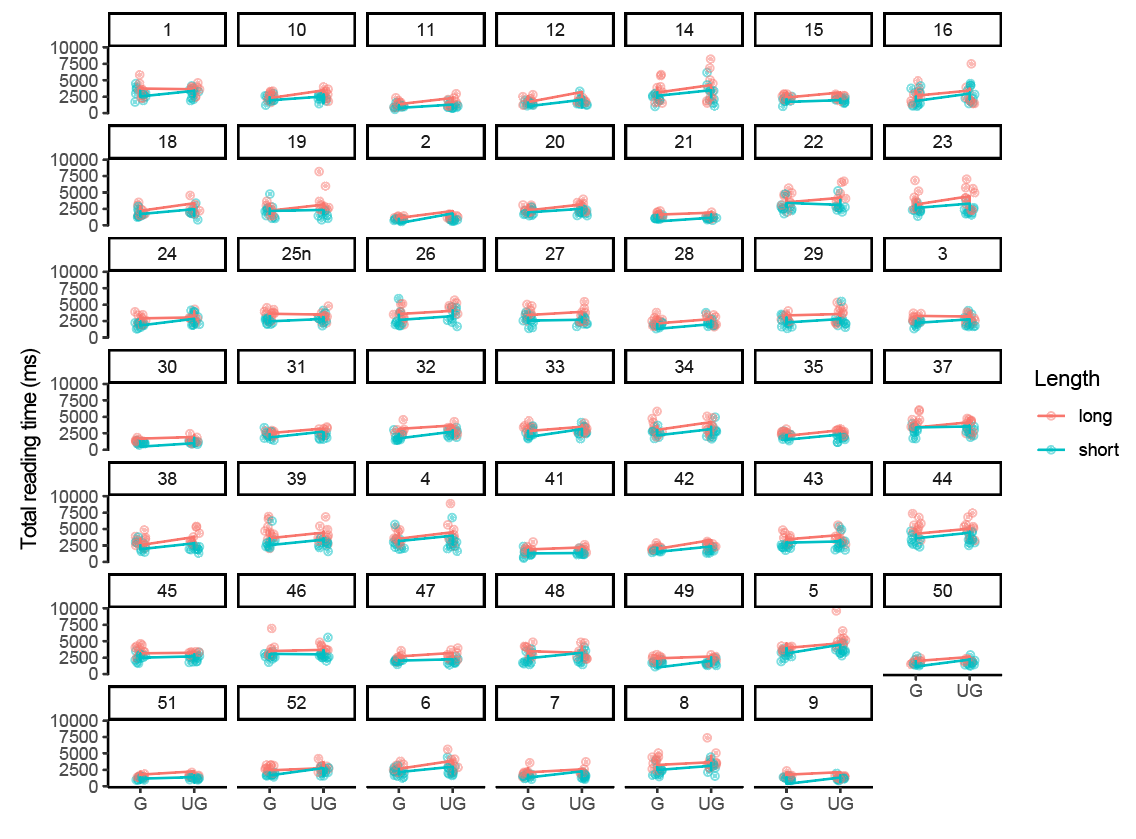 1 10 11 12 14 15 16
10000
7500
5000
2500
0
18 19 2 20 21 22 23
10000
7500
5000
2500
0
24 25n 26 27 28 29 3
10000
7500
5000
2500
0
30 31 32 33 34 35 37
10000
7500
5000
2500
0
38 39 4 41 42 43 44
10000
7500
5000
2500
0
45 46 47 48 49 5 50
10000
7500
5000
2500
0
G UG
51 52 6 7 8 9
10000
7500
5000
2500
0
G UG G UG G UG G UG G UG G UG
Total reading time (ms)
Length
long
short